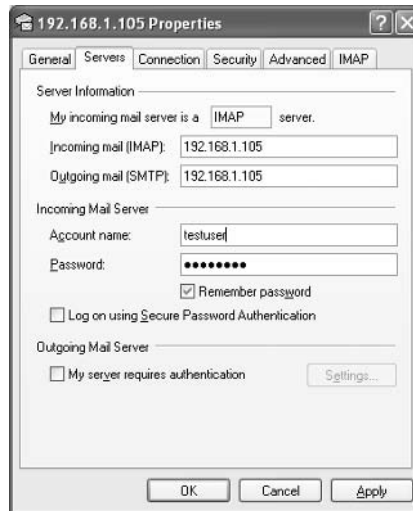 192.168.1.105 Properties
General Servers Connection Security Advanced IMAP
Server Information
My incoming mail server is a IMAP server.
Incoming mail (IMAP): 192.168.1.105
Outgoing mail (SMTP): 192.168.1.105
Incoming Mail Server
Account name: testuser
Password: ●●●●●●●●
Remember password
Log on using Secure Password Authentication
Outgoing Mail Server
My server requires authentication Settings...
OK Cancel Apply